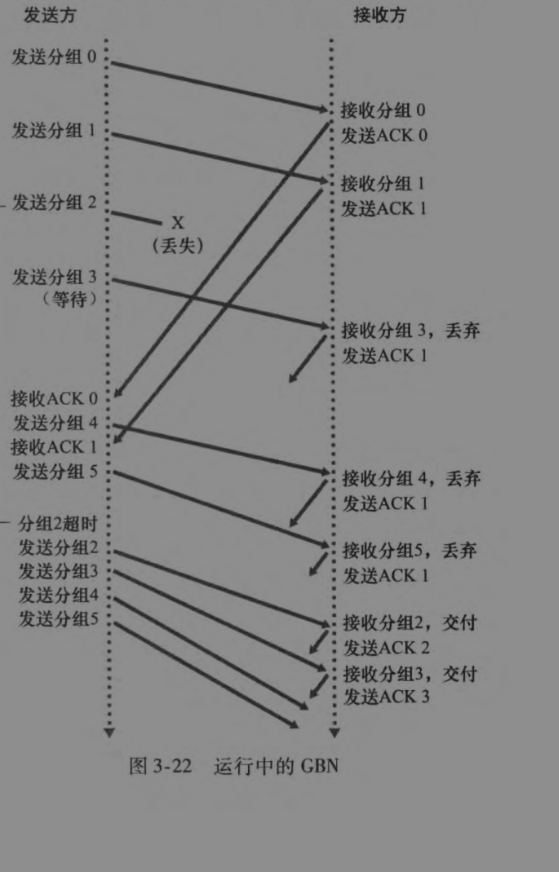 发送方
接收方
发送分组 0
接收分组 0
发送ACK 0
发送分组 1
接收分组 1
发送ACK 1
发送分组 2
X
(丢失)
发送分组 3
（等待）
接收分组 3，丢弃
发送ACK 1
接收ACK 0
发送分组 4
接收ACK 1
发送分组 5
接收分组 4，丢弃
发送ACK 1
分组2超时
发送分组2
发送分组3
发送分组4
发送分组5
接收分组5，丢弃
发送ACK 1
接收分组2，交付
发送ACK 2
接收分组3，交付
发送ACK 3
图 3-22 运行中的 GBN